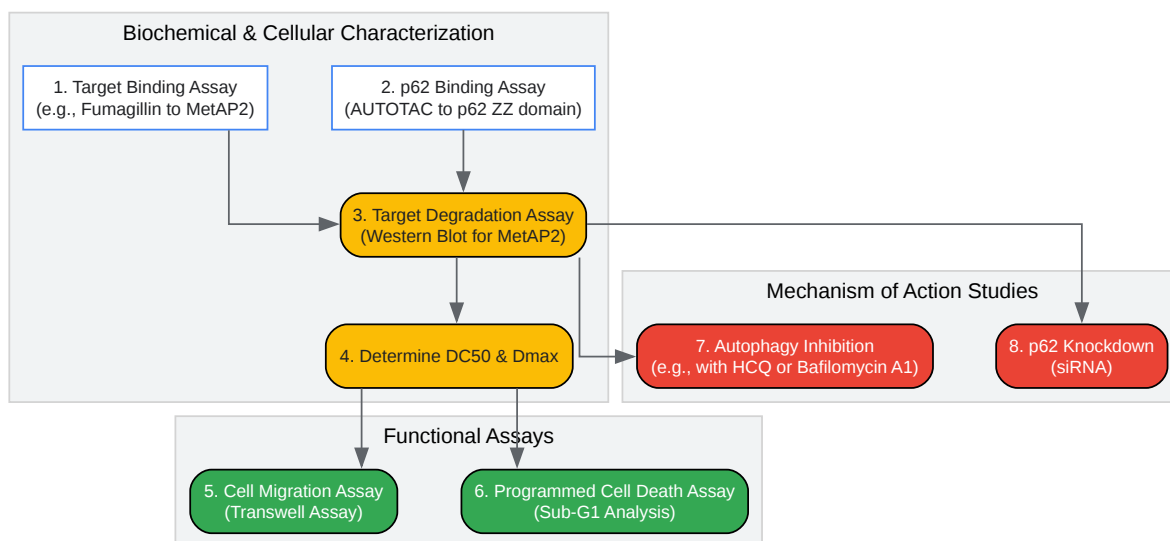 Biochemical & Cellular Characterization
1. Target Binding Assay
(e.g., Fumagillin to MetAP2)
2. p62 Binding Assay
(AUTOTAC to p62 ZZ domain)
3. Target Degradation Assay
(Western Blot for MetAP2)
4. Determine DC50 & Dmax
Mechanism of Action Studies
7. Autophagy Inhibition
(e.g., with HCQ or Bafilomycin A1)
8. p62 Knockdown
(siRNA)
Functional Assays
5. Cell Migration Assay
(Transwell Assay)
6. Programmed Cell Death Assay
(Sub-G1 Analysis)